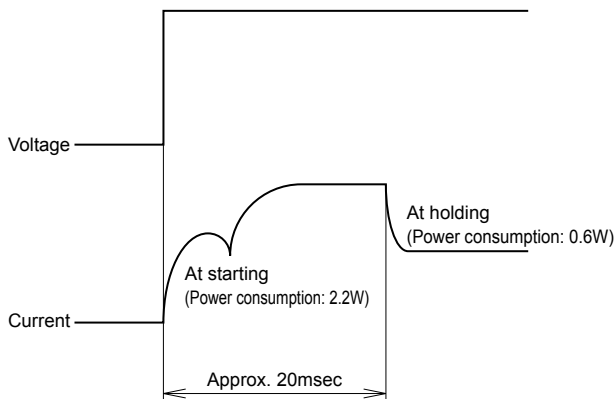 Voltage
At holding
(Power consumption: 0.6W)
At starting
(Power consumption: 2.2W)
Current
Approx. 20msec